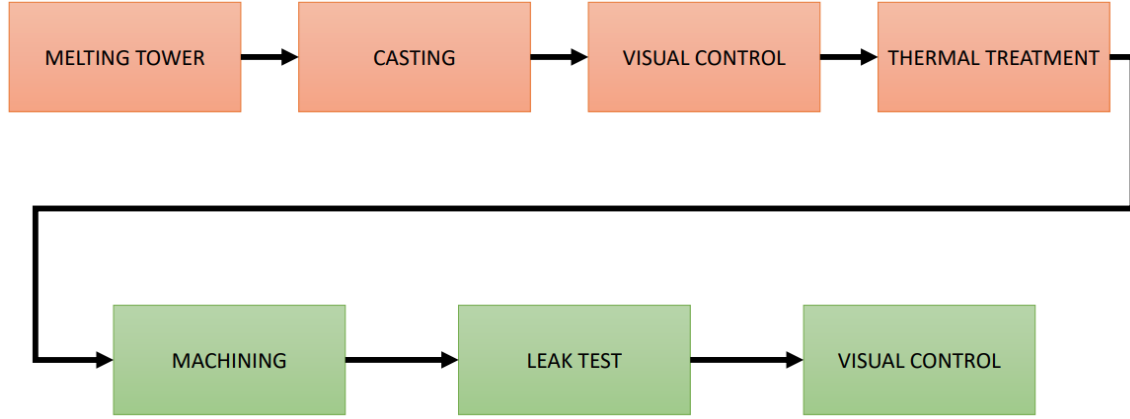 MELTING TOWER
CASTING
VISUAL CONTROL
THERMAL TREATMENT
MACHINING
LEAK TEST
VISUAL CONTROL